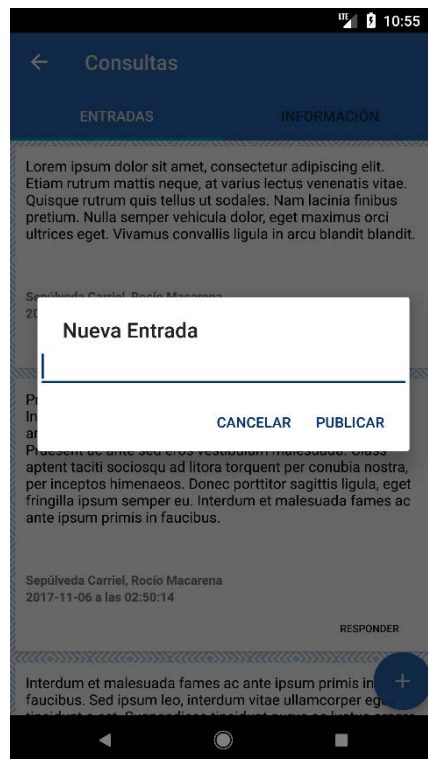 LTE 10:55
Consultas
ENTRADAS INFORMACIÓN
Lorem ipsum dolor sit amet, consectetur adipiscing elit.
Etiam rutrum mattis neque, at varius lectus venenatis vitae.
Quisque rutrum quis tellus ut sodales. Nam lacinia finibus
pretium. Nulla semper vehicula dolor, eget maximus orci
ultrices eget. Vivamus convallis ligula in arcu blandit blandit.
Sepúlveda Carriel, Rocío Macarena
20
Nueva Entrada
CANCELAR PUBLICAR
Praesent ac ante sed eros vestibulum malesuada. Class
aptent taciti sociosqu ad litora torquent per conubia nostra,
per inceptos himenaeos. Donec porttitor sagittis ligula, eget
fringilla ipsum semper eu. Interdum et malesuada fames ac
ante ipsum primis in faucibus.
Sepúlveda Carriel, Rocío Macarena
2017-11-06 a las 02:50:14
RESPONDER
Interdum et malesuada fames ac ante ipsum primis in
faucibus. Sed ipsum leo, interdum vitae ullamcorper